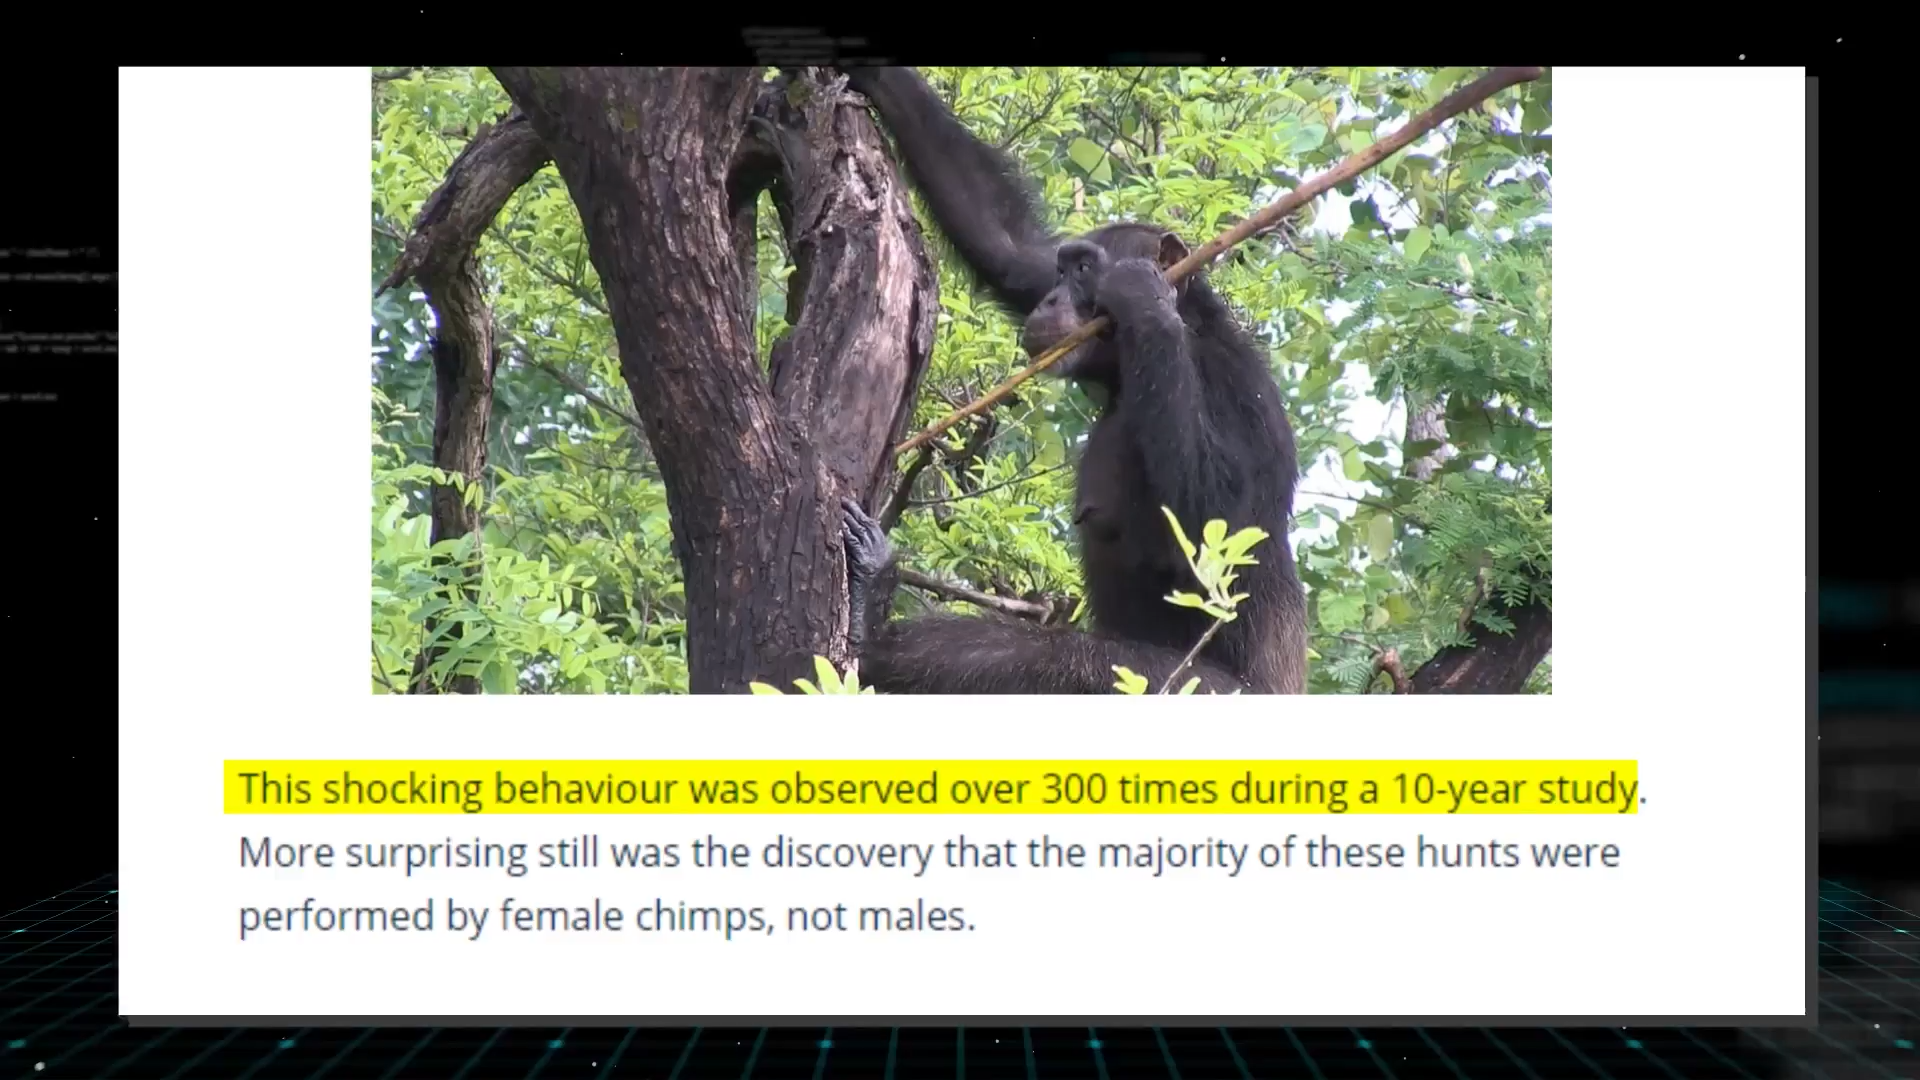 This shocking behaviour was observed over 300 times during a 10-year study.
More surprising still was the discovery that the majority of these hunts were
performed by female chimps, not males.